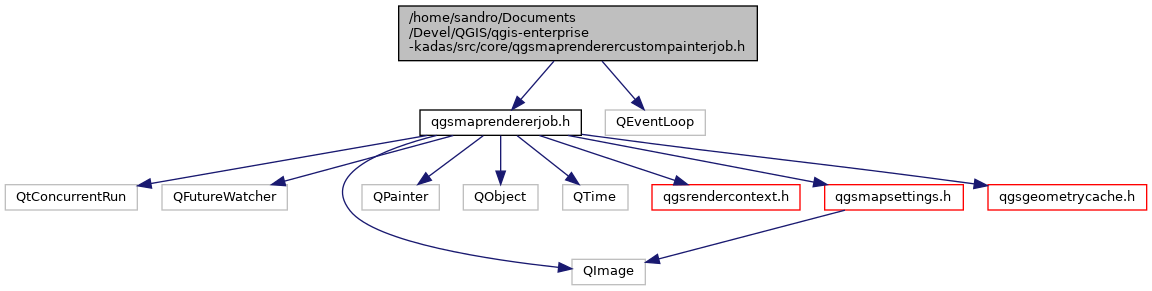 /home/sandro/Documents
/Devel/QGIS/qgis-enterprise
-kadas/src/core/qgsmaprenderercustompainterjob.h
qgsmaprendererjob.h
QEventLoop
QtConcurrentRun
QFutureWatcher
QPainter
QObject
QTime
qgsrendercontext.h
qgsmapsettings.h
qgsgeometrycache.h
QImage